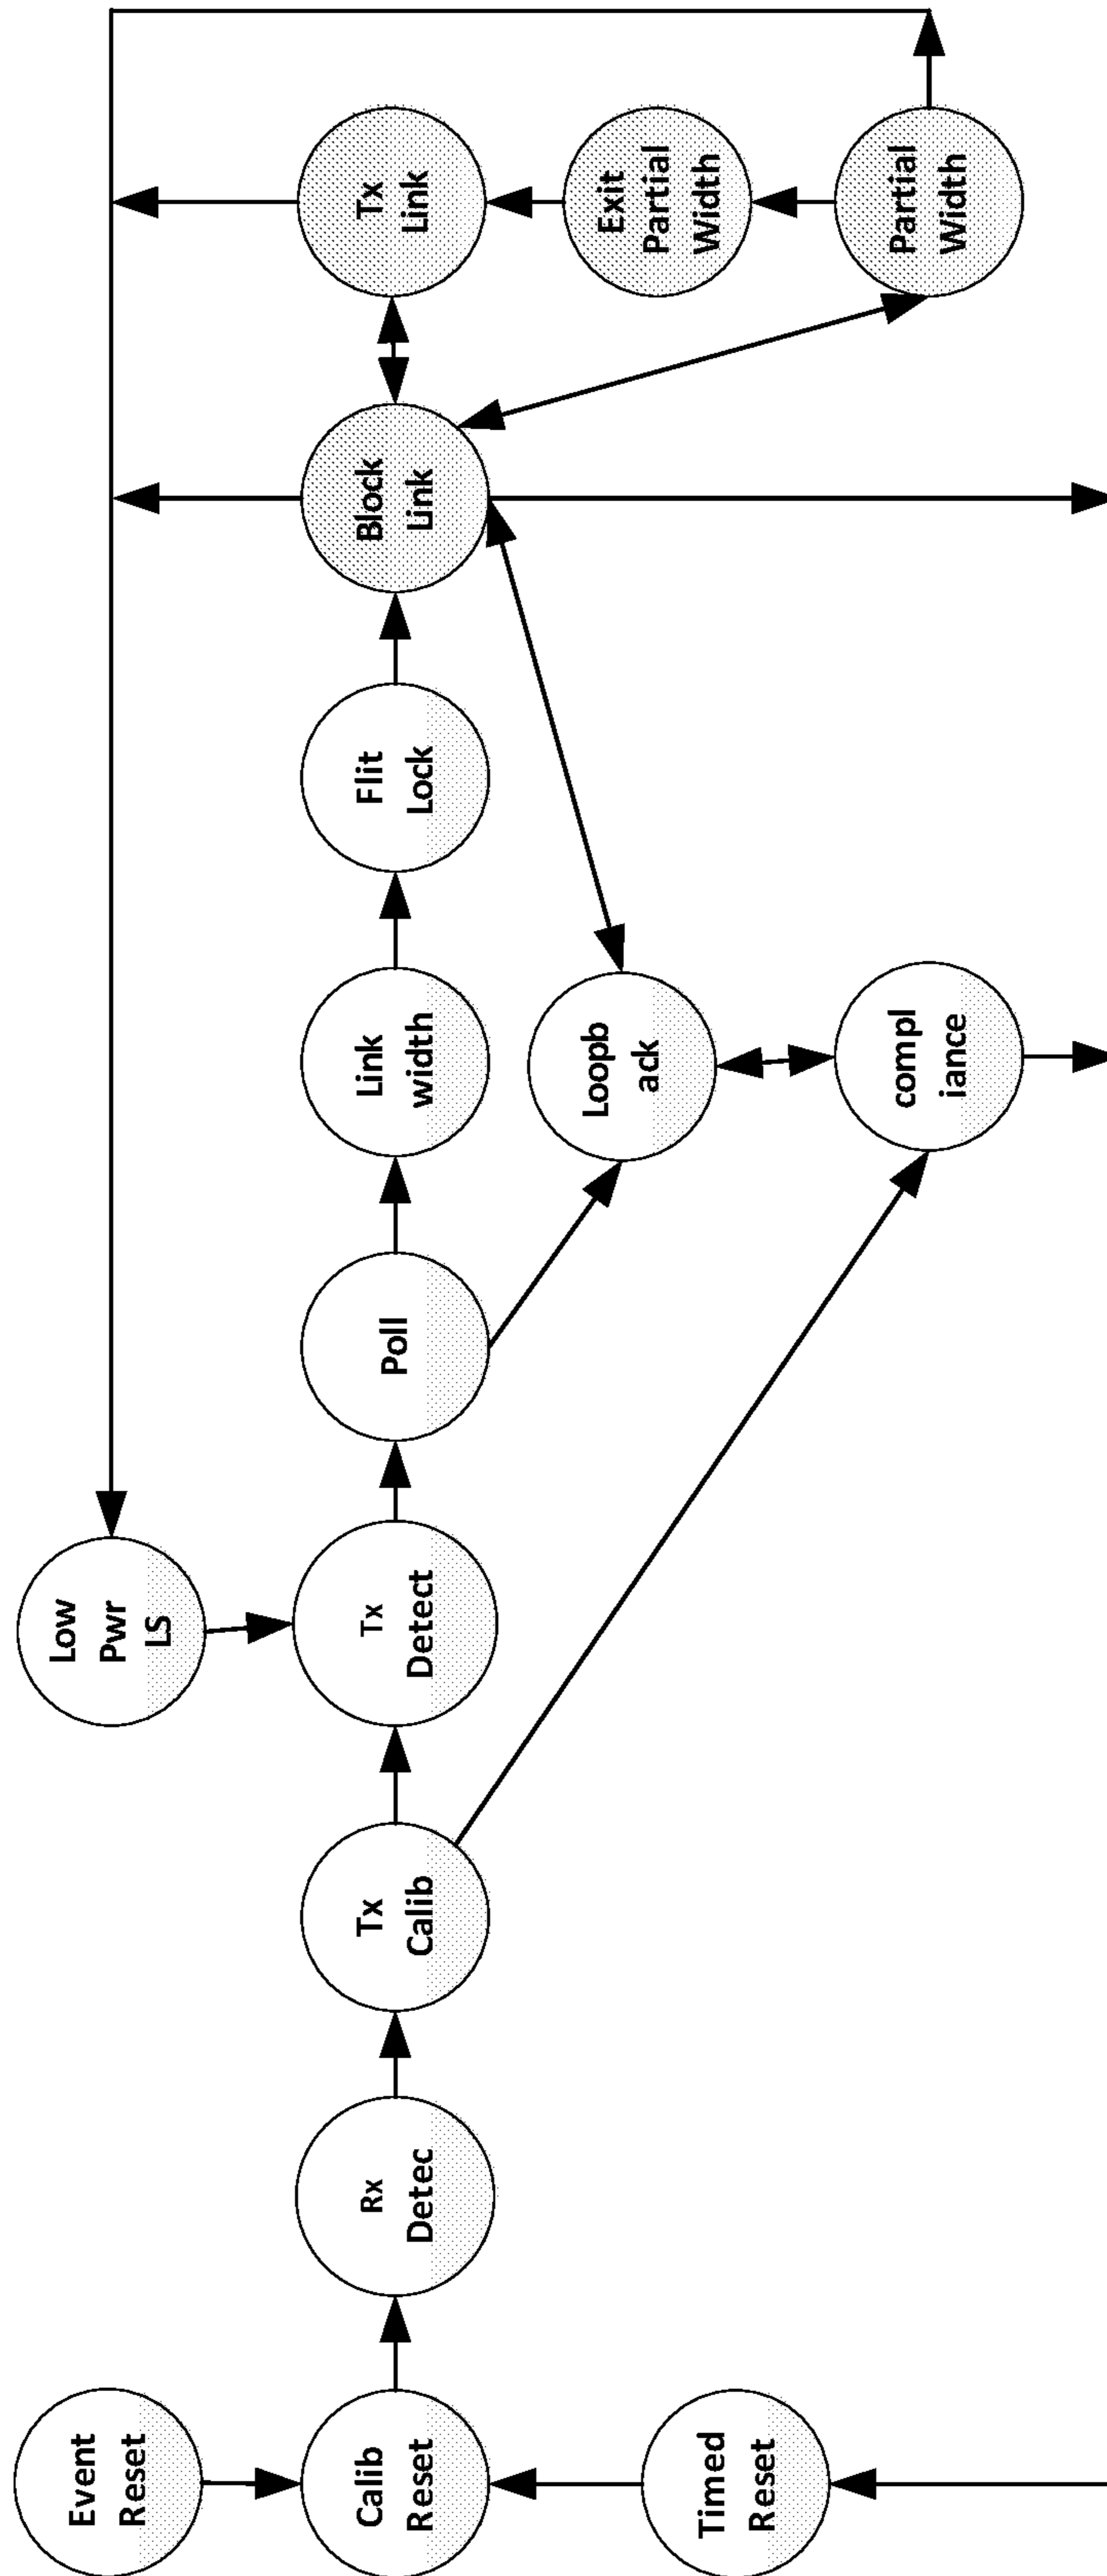 Event
Reset
Calib
Reset
Timed
Reset
Rx
Detec
Tx
Calib
Low
Pwr
LS
Tx
Detect
Poll
Link
width
Loopb
ack
compl
iance
Flit
Lock
Block
Link
Tx
Link
Exit
Partial
Width
Partial
Width